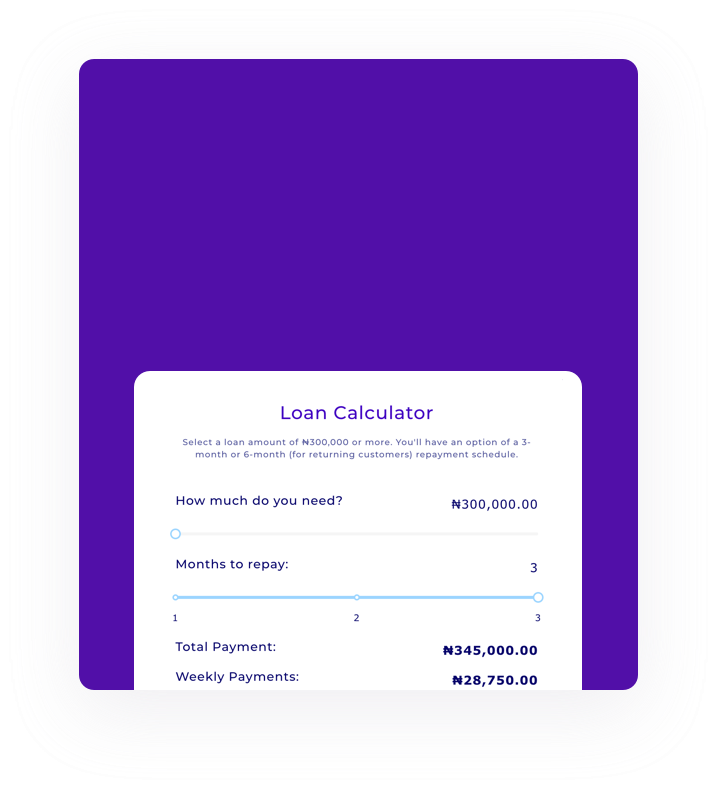 Loan Calculator
Select a loan amount of ₦300,000 or more. You'll have an option of a 3-
month or 6-month (for returning customers) repayment schedule.
How much do you need? ₦300,000.00
Months to repay: 3
1 2 3
Total Payment: ₦345,000.00
Weekly Payments: ₦28,750.00